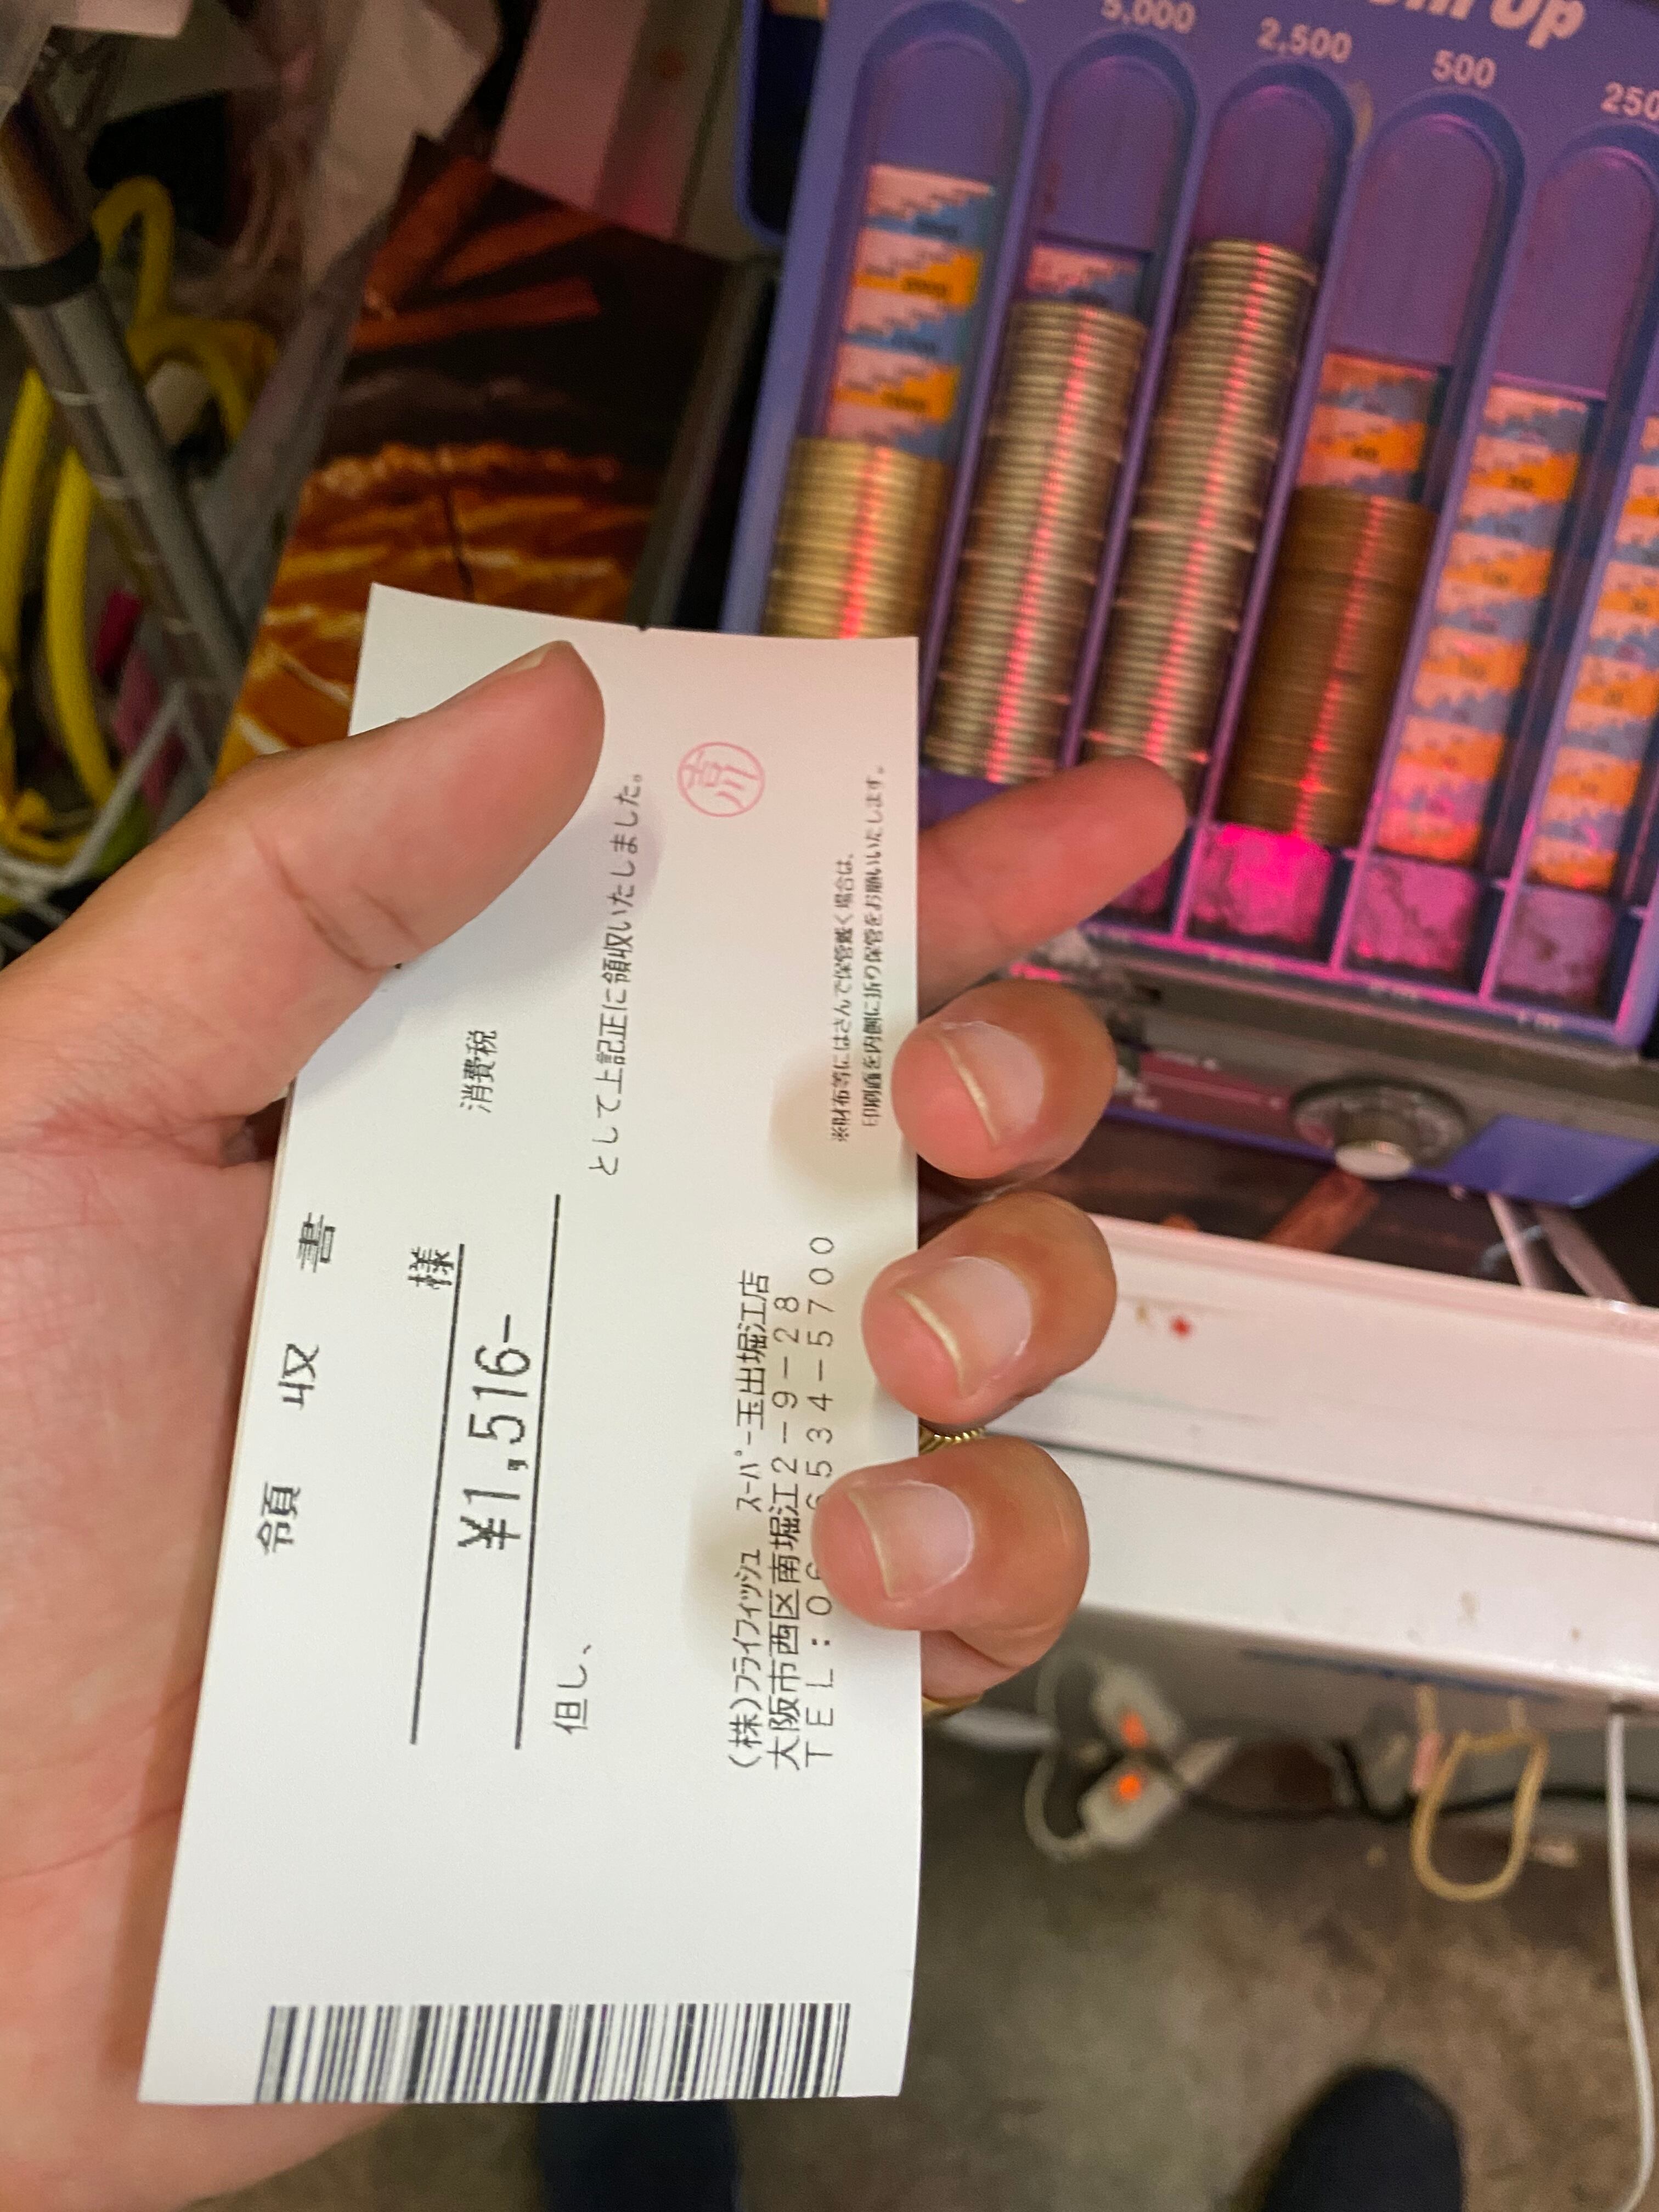 領収書
様
¥1,516-
消費税
但し、
として上記正に領収いたしました。
(株)フライフィッシュ スーパー玉出堀江店
大阪市西区南堀江2-9-28
TEL:06 6534-5700
※財布等にはさんで保管戴く場合は、
印刷面を内側に折り保管をお願いいたします。
5,000
2,500
500
250